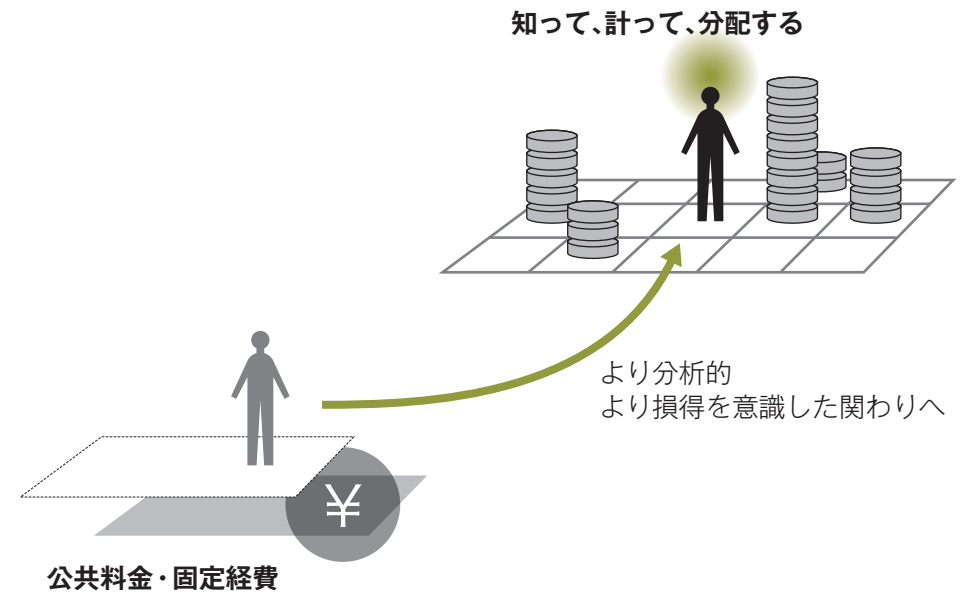 知って、計って、分配する
より分析的
より損得を意識した関わりへ
¥
公共料金・固定経費